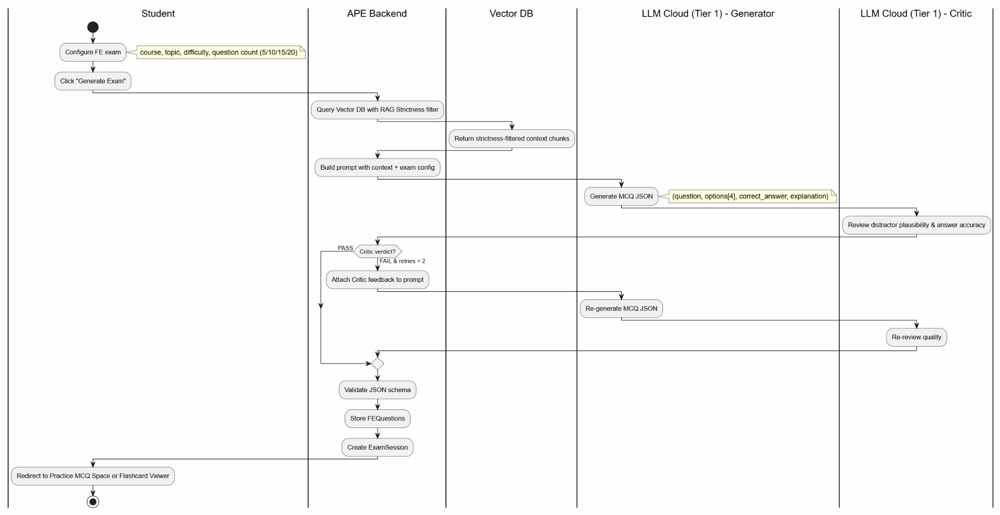 Student
APE Backend
Vector DB
LLM Cloud (Tier 1) - Generator
LLM Cloud (Tier 1) - Critic
Configure FE exam
course, topic, difficulty, question count (5/10/15/20)
Click "Generate Exam"
Query Vector DB with RAG Strictness filter
Return strictness-filtered context chunks
Build prompt with context + exam config
Generate MCQ JSON
{question, options[4], correct_answer, explanation}
Review distractor plausibility & answer accuracy
PASS
Critic verdict?
FAIL & retries < 2
Attach Critic feedback to prompt
Re-generate MCQ JSON
Re-review quality
Validate JSON schema
Store FEQuestions
Create ExamSession
Redirect to Practice MCQ Space or Flashcard Viewer